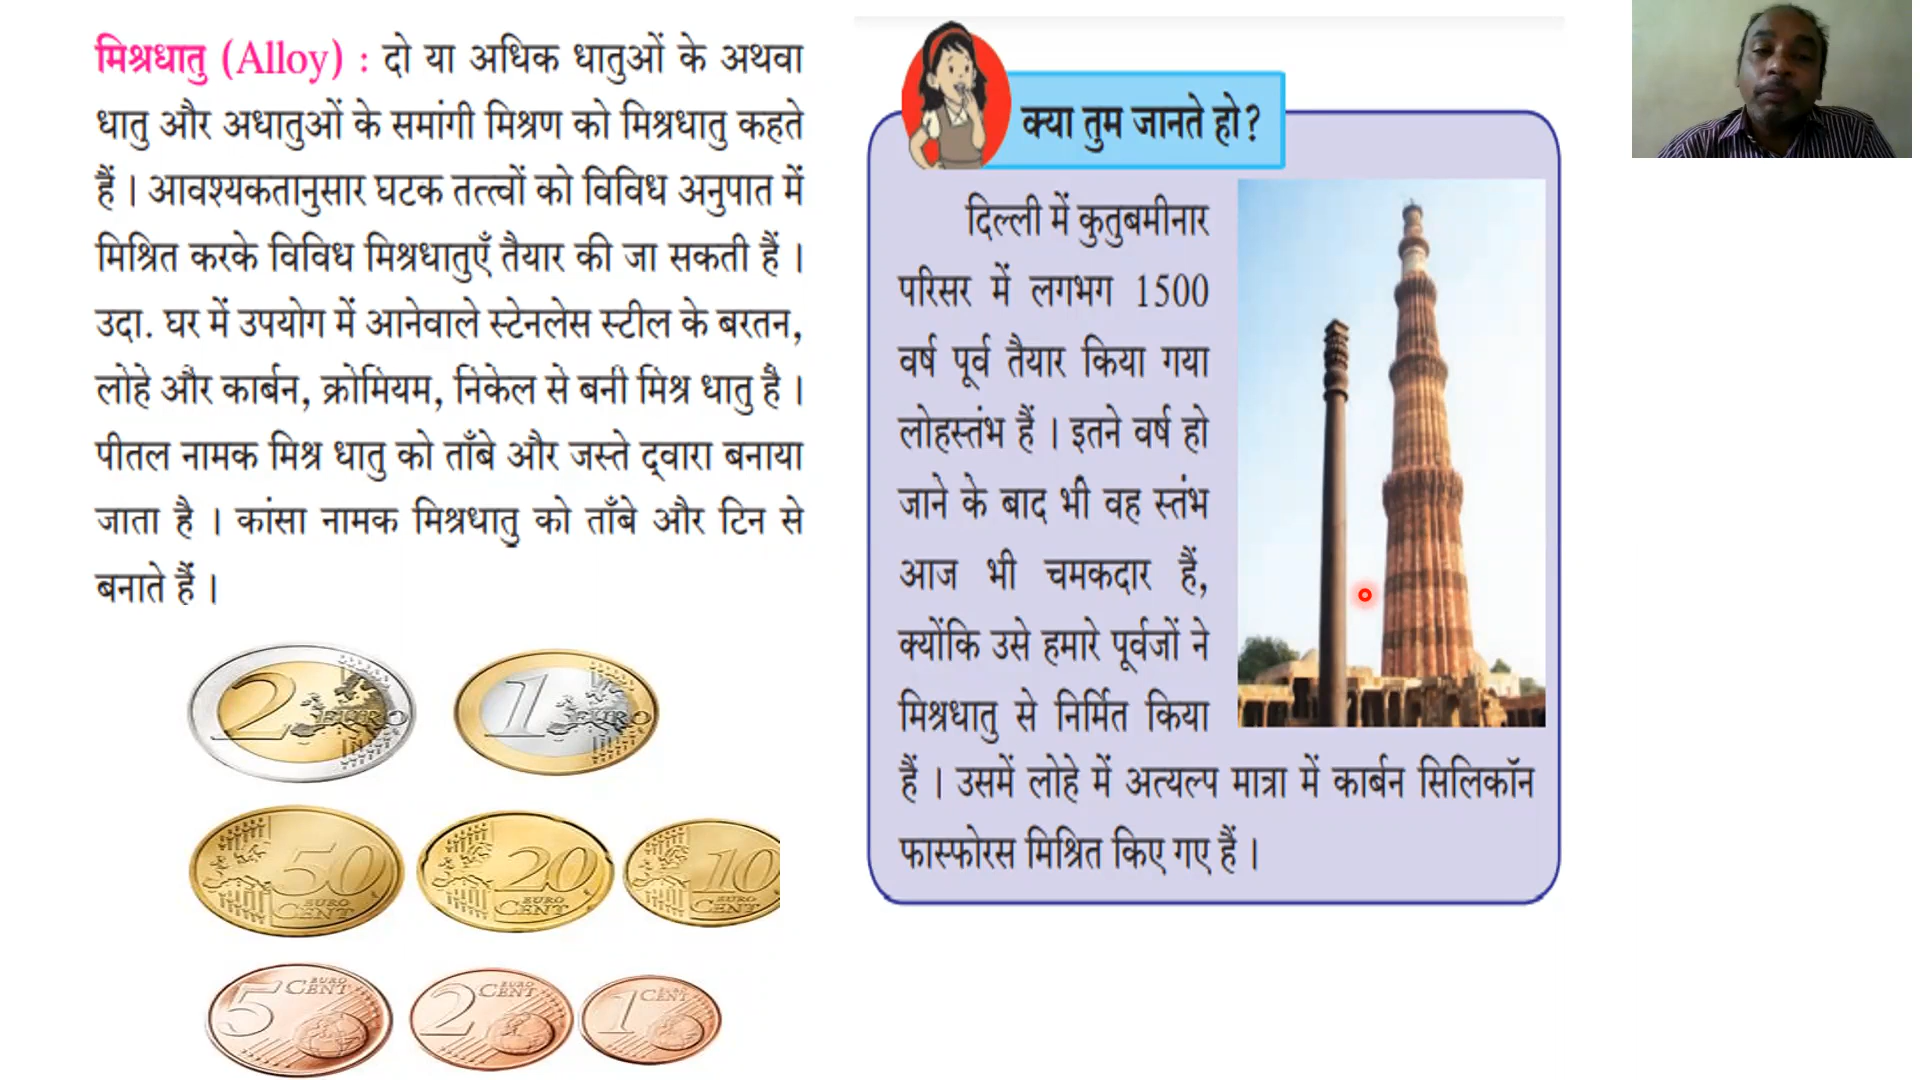 मिश्रधातु (Alloy) : दो या अधिक धातुओं के अथवा
धातु और अधातुओं के समांगी मिश्रण को मिश्रधातु कहते
हैं । आवश्यकतानुसार घटक तत्त्वों को विविध अनुपात में
मिश्रित करके विविध मिश्रधातुएँ तैयार की जा सकती हैं ।
उदा. घर में उपयोग में आनेवाले स्टेनलेस स्टील के बरतन,
लोहे और कार्बन, क्रोमियम, निकेल से बनी मिश्र धातु है ।
पीतल नामक मिश्र धातु को ताँबे और जस्ते द्‌वारा बनाया
जाता है । कांसा नामक मिश्रधातु को ताँबे और टिन से
बनाते हैं ।
2 EURO
1 EURO
50 EURO CENT
20 EURO CENT
10 EURO CENT
5 EURO CENT
2 EURO CENT
1 EURO CENT
क्या तुम जानते हो?
दिल्ली में कुतुबमीनार
परिसर में लगभग 1500
वर्ष पूर्व तैयार किया गया
लोहस्तंभ हैं । इतने वर्ष हो
जाने के बाद भी वह स्तंभ
आज भी चमकदार हैं,
क्योंकि उसे हमारे पूर्वजों ने
मिश्रधातु से निर्मित किया
हैं । उसमें लोहे में अत्यल्प मात्रा में कार्बन सिलिकॉन
फास्फोरस मिश्रित किए गए हैं ।